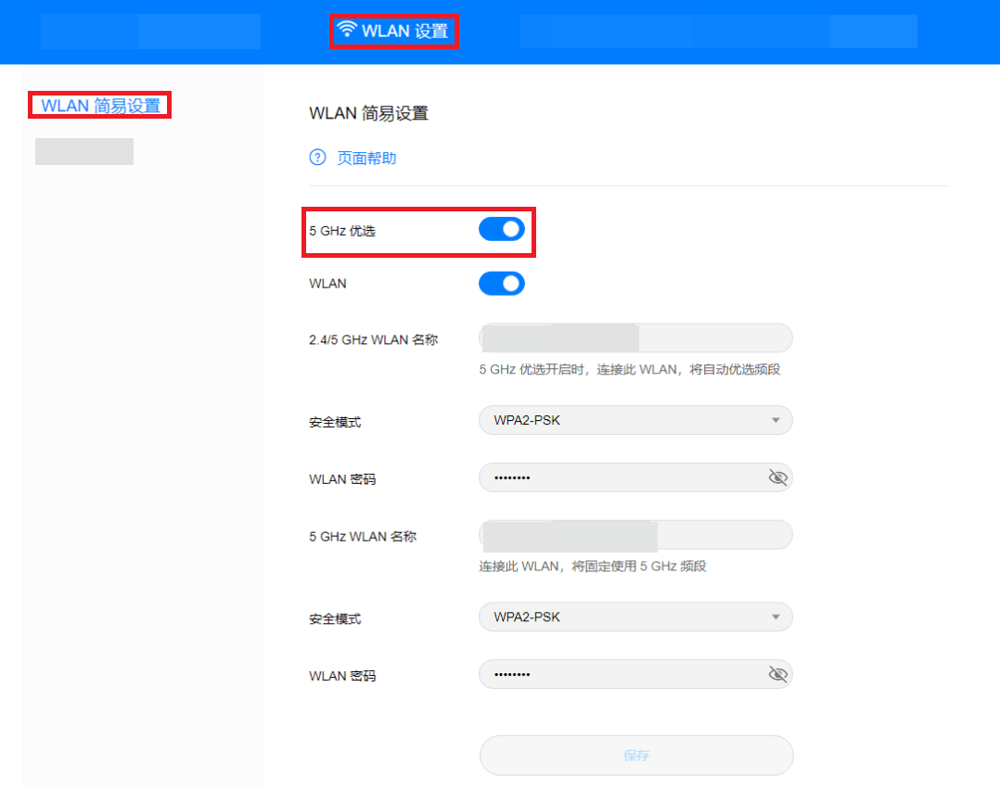 WLAN 设置
WLAN 简易设置
WLAN 简易设置
? 页面帮助
5 GHz 优选
WLAN
2.4/5 GHz WLAN 名称
5 GHz 优选开启时，连接此 WLAN，将自动优选频段
安全模式 WPA2-PSK
WLAN 密码 ••••••••
5 GHz WLAN 名称
连接此 WLAN，将固定使用 5 GHz 频段
安全模式 WPA2-PSK
WLAN 密码 ••••••••
保存